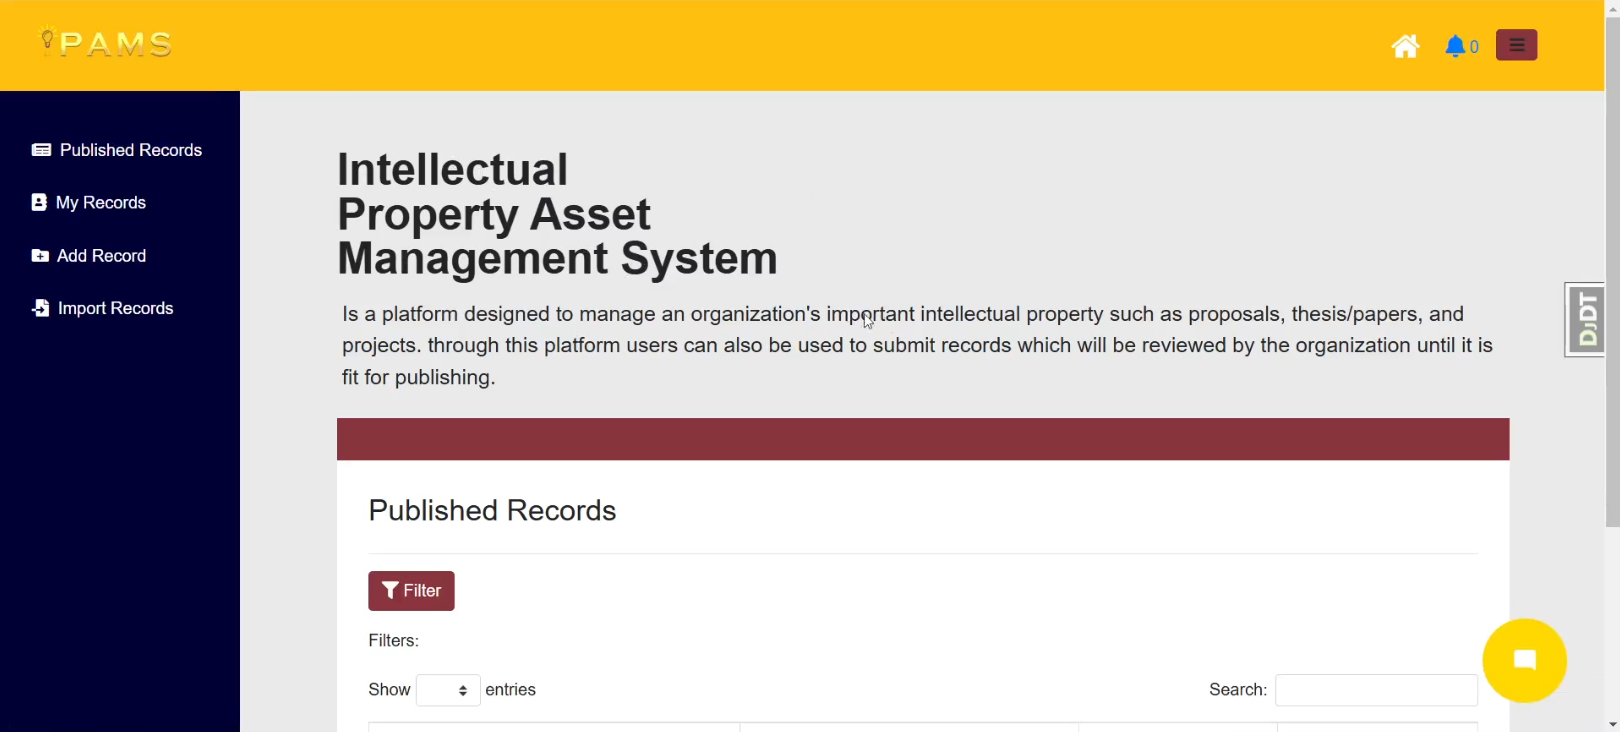 PAMS
0
Published Records
My Records
Add Record
Import Records
Intellectual
Property Asset
Management System
Is a platform designed to manage an organization's important intellectual property such as proposals, thesis/papers, and
projects. through this platform users can also be used to submit records which will be reviewed by the organization until it is
fit for publishing.
DJDT
Published Records
Filter
Filters:
Show entries
Search: